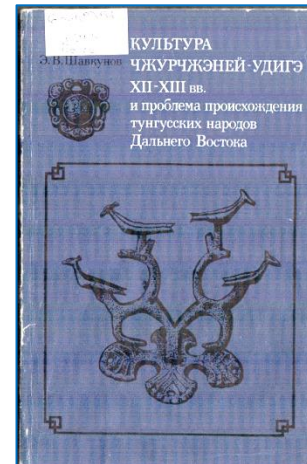 Э. В. Шавкунов
КУЛЬТУРА
ЧЖУРЧЖЭНЕЙ-УДИГЭ
XII-XIII вв.
и проблема происхождения
тунгусских народов
Дальнего Востока